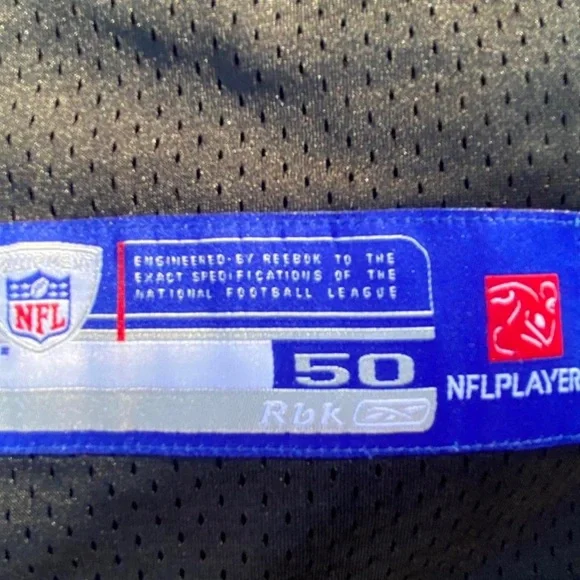 ENGINEERED BY REEBOK TO THE
EXACT SPECIFICATIONS OF THE
NATIONAL FOOTBALL LEAGUE
NFL
50
NFLPLAYER
Rbk